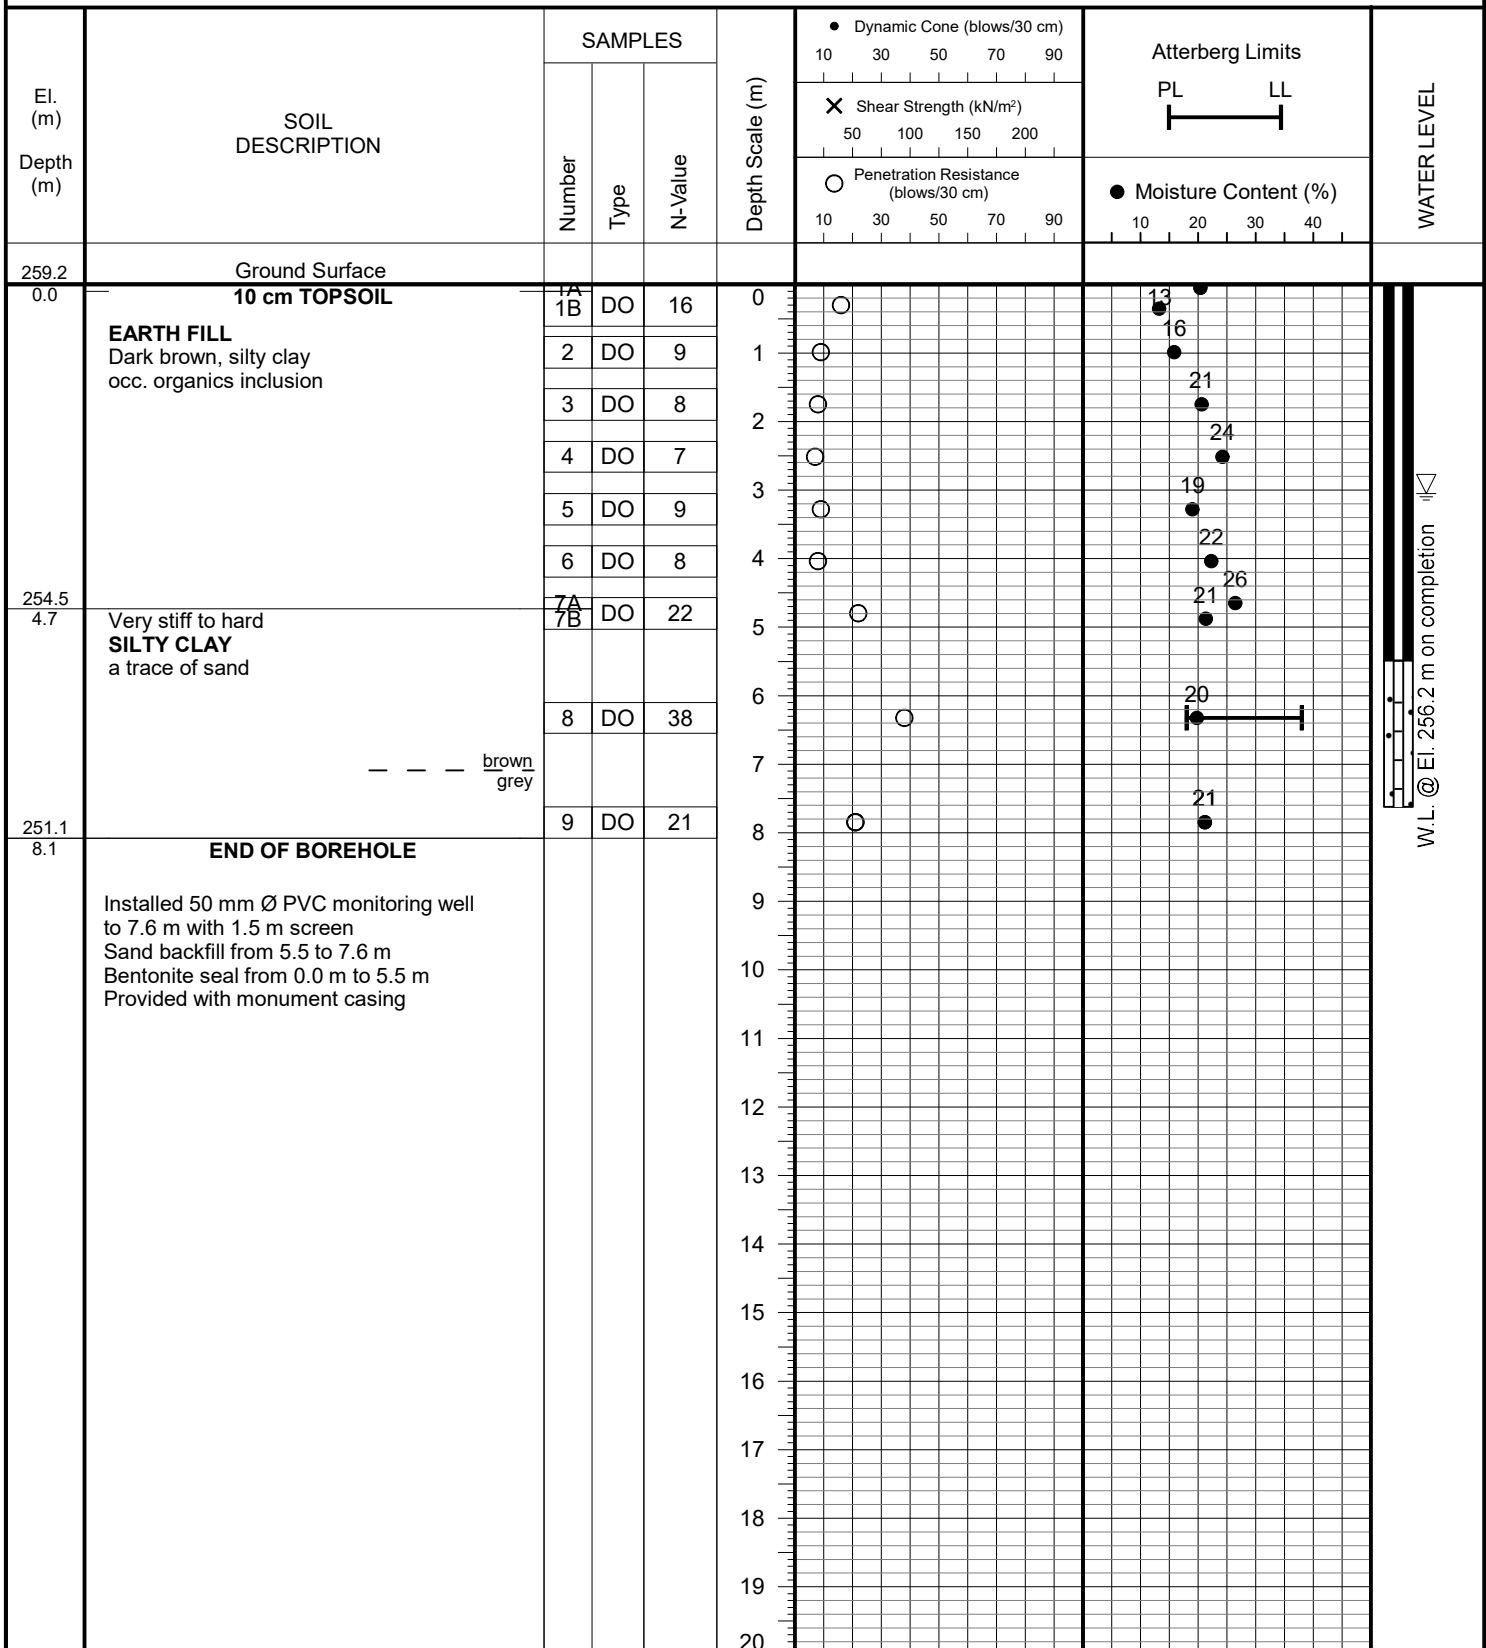 El.
(m)
Depth
(m)
SOIL
DESCRIPTION
SAMPLES
Number
Type
N-Value
Depth Scale (m)
● Dynamic Cone (blows/30 cm)
10 30 50 70 90
✕ Shear Strength (kN/m²)
50 100 150 200
○ Penetration Resistance
(blows/30 cm)
10 30 50 70 90
Atterberg Limits
PL LL
● Moisture Content (%)
10 20 30 40
WATER LEVEL
259.2
Ground Surface
0.0
10 cm TOPSOIL
1A
1B DO 16
0
13
EARTH FILL
Dark brown, silty clay
occ. organics inclusion
16
2 DO 9
1
21
3 DO 8
2
24
4 DO 7
3
19
5 DO 9
22
6 DO 8
4
26
254.5
4.7
7A
7B DO 22
21
5
Very stiff to hard
SILTY CLAY
a trace of sand
6
20
8 DO 38
brown
grey
7
21
9 DO 21
8
251.1
8.1
END OF BOREHOLE
Installed 50 mm Ø PVC monitoring well
to 7.6 m with 1.5 m screen
Sand backfill from 5.5 to 7.6 m
Bentonite seal from 0.0 m to 5.5 m
Provided with monument casing
W.L. @ El. 256.2 m on completion
9
10
11
12
13
14
15
16
17
18
19
20